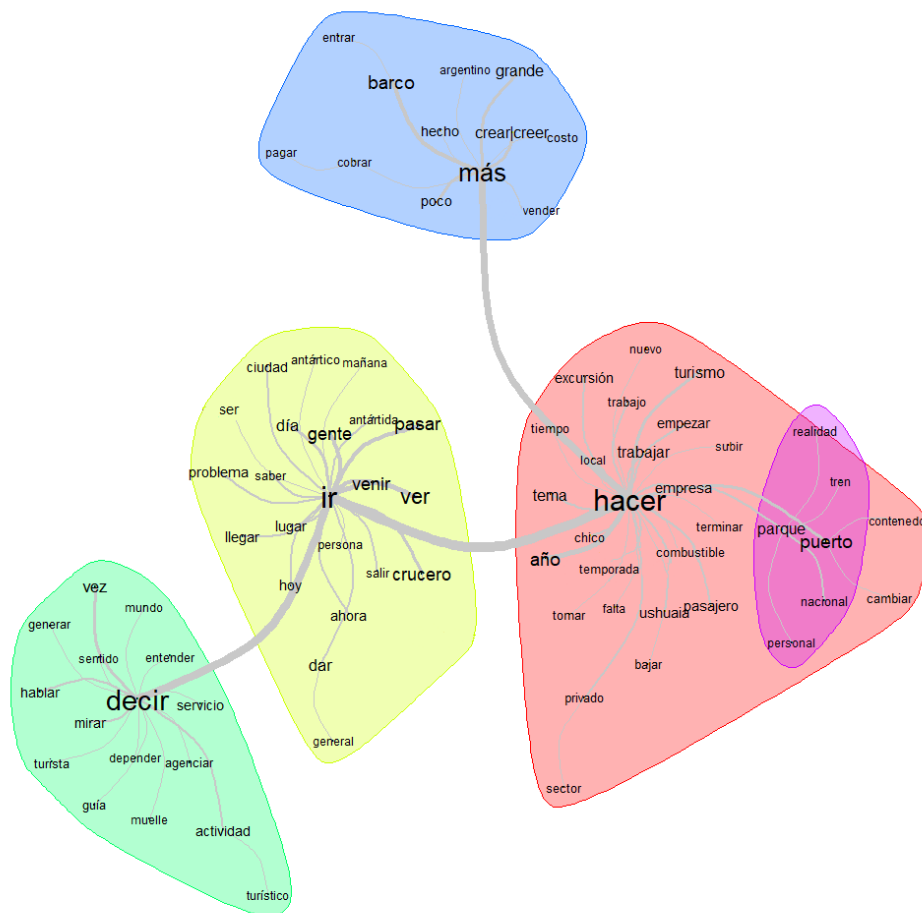 entrar
argentino
grande
barco
hecho
crear|creer
costo
pagar
cobrar
más
poco
vender
ciudad
antártico
mañana
ser
día
gente
antártida
pasar
problema
saber
venir
ver
ir
llegar
lugar
persona
hoy
salir
crucero
ahora
dar
general
nuevo
excursión
turismo
trabajo
tiempo
empezar
local
trabajar
subir
tema
hacer
empresa
terminar
chico
año
combustible
temporada
tomar
falta
ushuaia
pasajero
bajar
privado
sector
realidad
tren
parque
puerto
contenedo
nacional
cambiar
personal
vez
mundo
generar
sentido
entender
hablar
decir
servicio
mirar
turista
depender
agenciar
guía
muelle
actividad
turístico